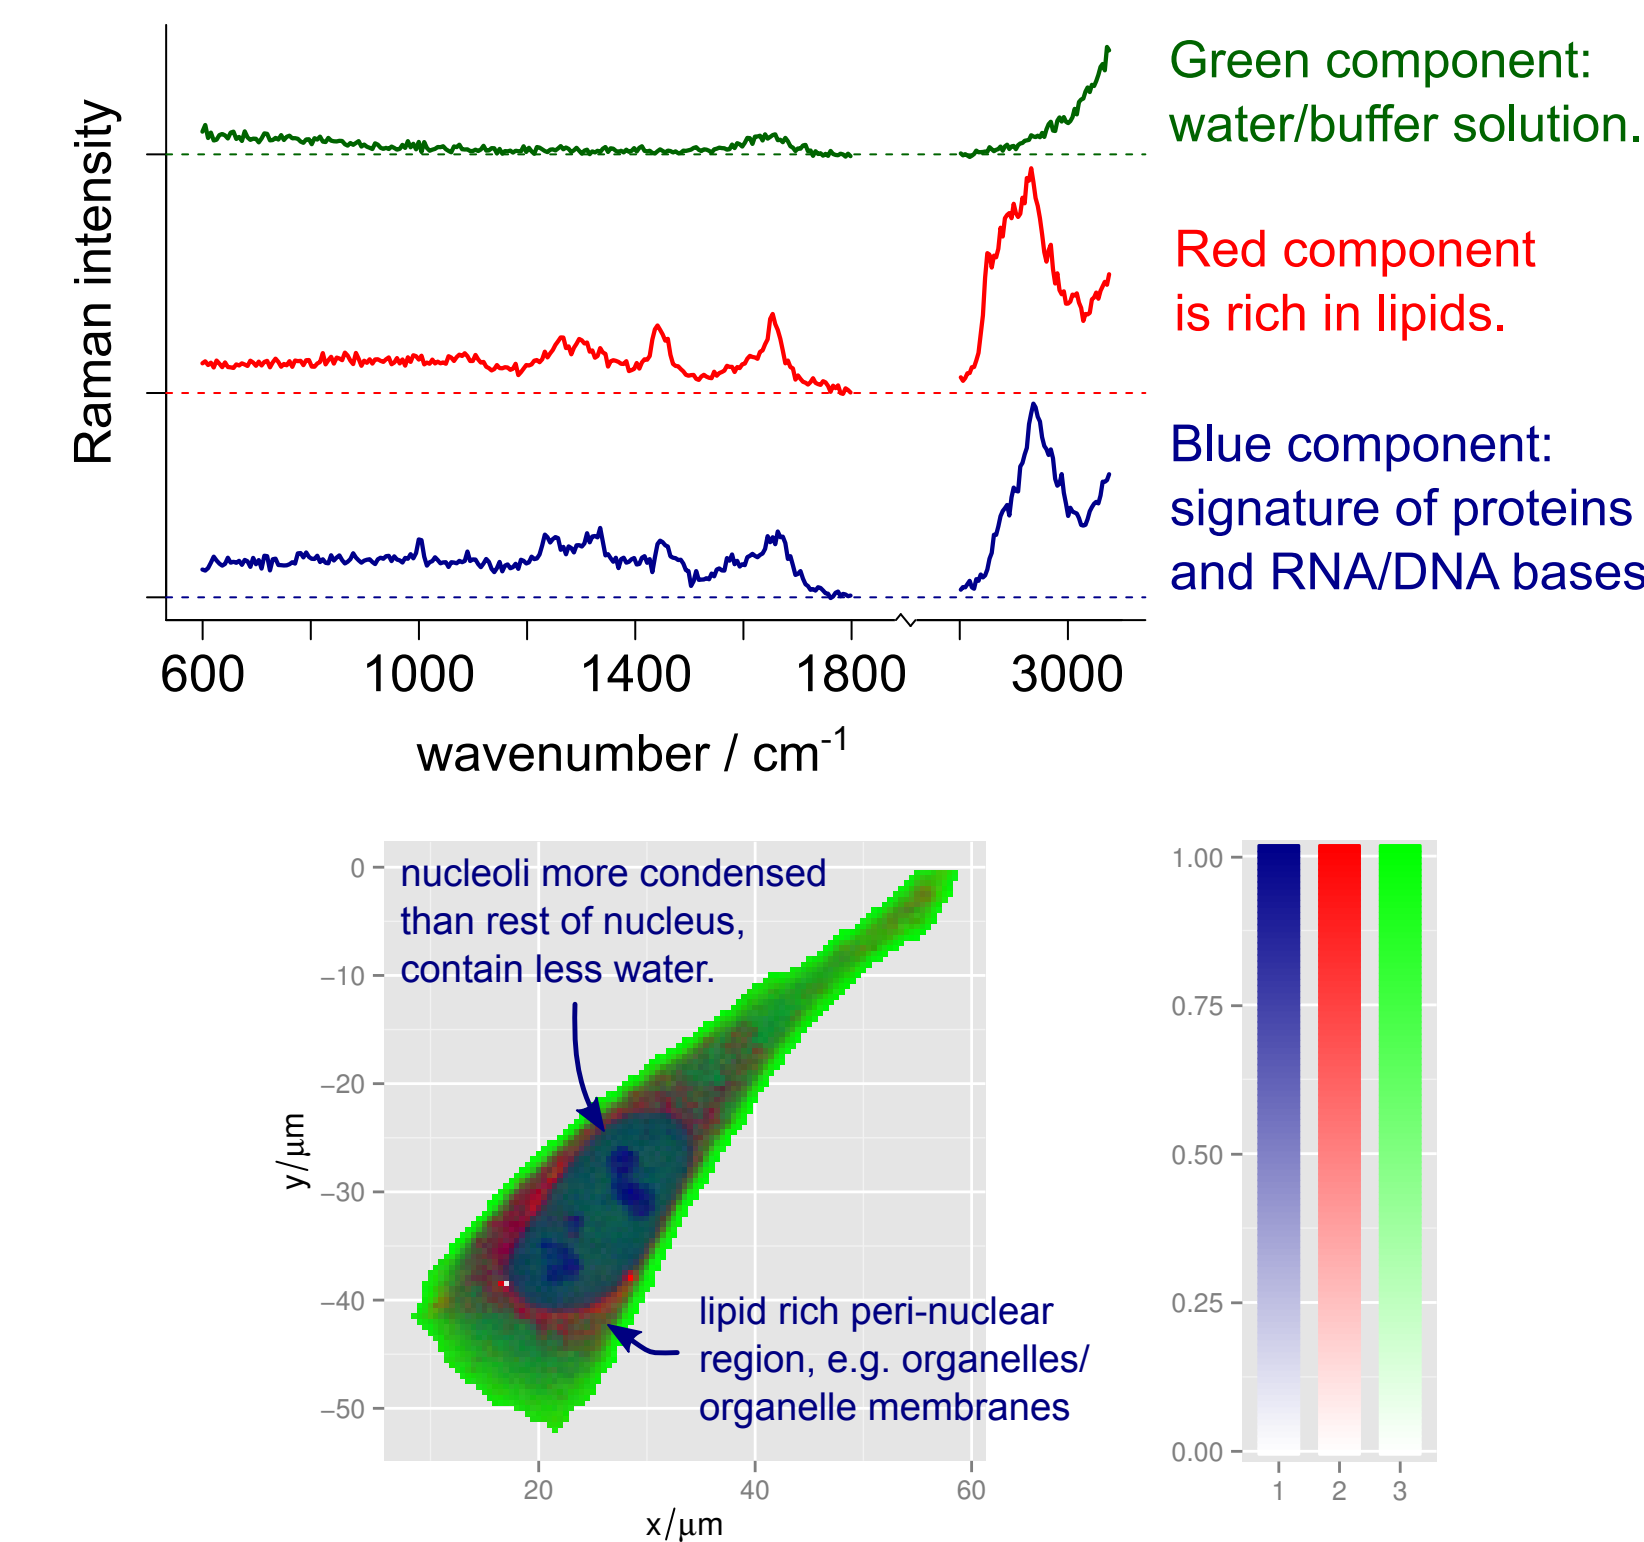 Green component:
water/buffer solution.
Red component
is rich in lipids.
Blue component:
signature of proteins
and RNA/DNA bases
Raman intensity
600 1000 1400 1800 3000
wavenumber / cm-1
nucleoli more condensed
than rest of nucleus,
contain less water.
lipid rich peri-nuclear
region, e.g. organelles/
organelle membranes
0
−10
−20
−30
−40
−50
y/μm
20 40 60
x/μm
1.00
0.75
0.50
0.25
0.00
1 2 3